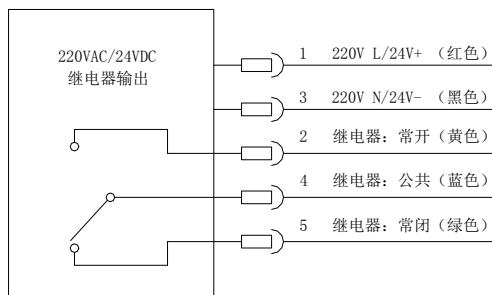 220VAC/24VDC
继电器输出
1 220V L/24V+ （红色）
3 220V N/24V- （黑色）
2 继电器：常开（黄色）
4 继电器：公共（蓝色）
5 继电器：常闭（绿色）